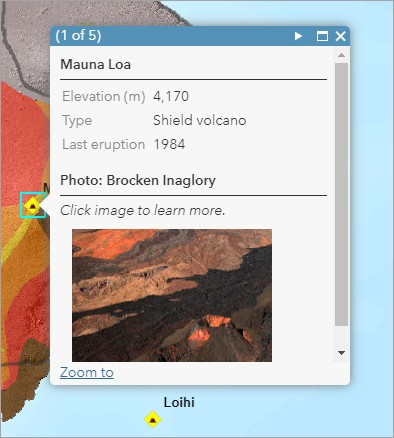 (1 of 5)
Mauna Loa
Elevation (m) 4,170
Type Shield volcano
Last eruption 1984
Photo: Brocken Inaglory
Click image to learn more.
Zoom to
Loihi